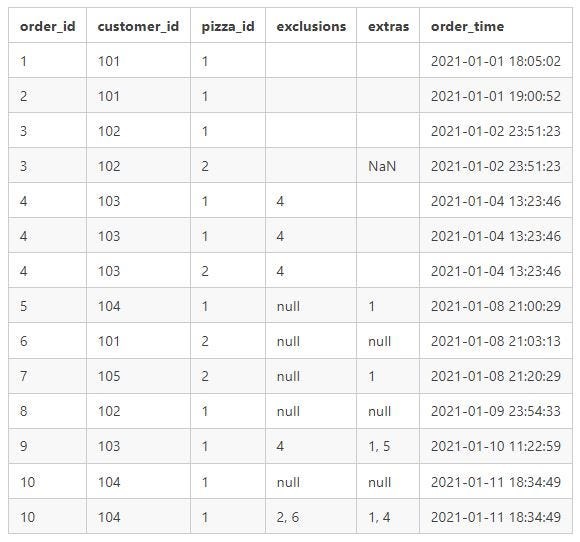 order_id customer_id pizza_id exclusions extras order_time
1 101 1 2021-01-01 18:05:02
2 101 1 2021-01-01 19:00:52
3 102 1 2021-01-02 23:51:23
3 102 2 NaN 2021-01-02 23:51:23
4 103 1 4 2021-01-04 13:23:46
4 103 1 4 2021-01-04 13:23:46
4 103 2 4 2021-01-04 13:23:46
5 104 1 null 1 2021-01-08 21:00:29
6 101 2 null null 2021-01-08 21:03:13
7 105 2 null 1 2021-01-08 21:20:29
8 102 1 null null 2021-01-09 23:54:33
9 103 1 4 1, 5 2021-01-10 11:22:59
10 104 1 null null 2021-01-11 18:34:49
10 104 1 2, 6 1, 4 2021-01-11 18:34:49